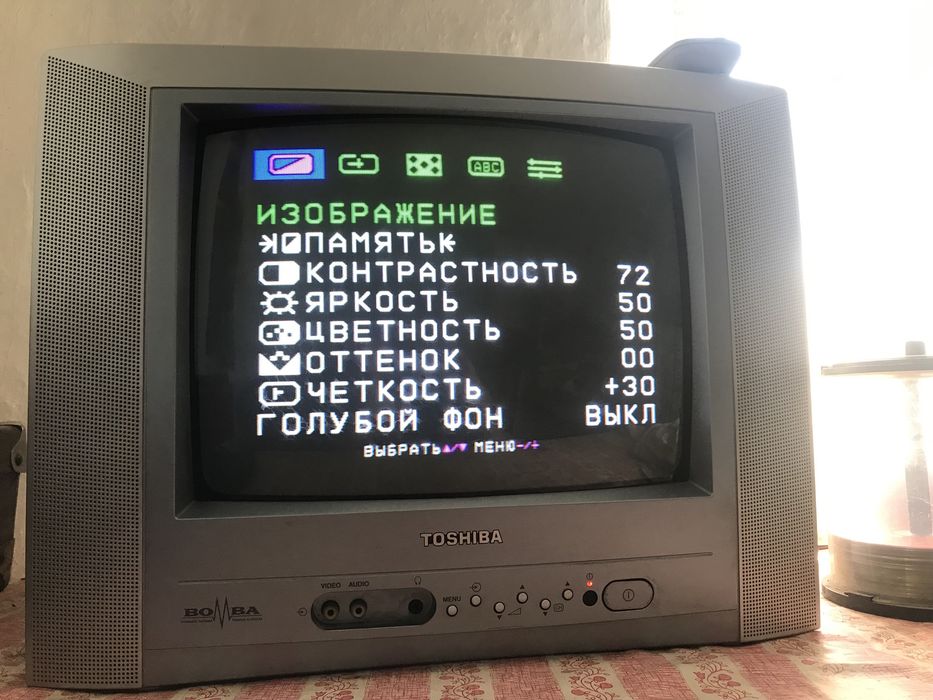 ABC
ИЗОБРАЖЕНИЕ
ПАМЯТЬ
КОНТРАСТНОСТЬ 72
ЯРКОСТЬ 50
ЦВЕТНОСТЬ 50
ОТТЕНОК 00
F ЧЕТКОСТЬ +30
ГОЛУБОЙ ФОН ВЫКЛ
ВЫБРАТЬ▲/▼ МЕНЮ-/+
TOSHIBA
VIDEO AUDIO
MENU
BOMBA